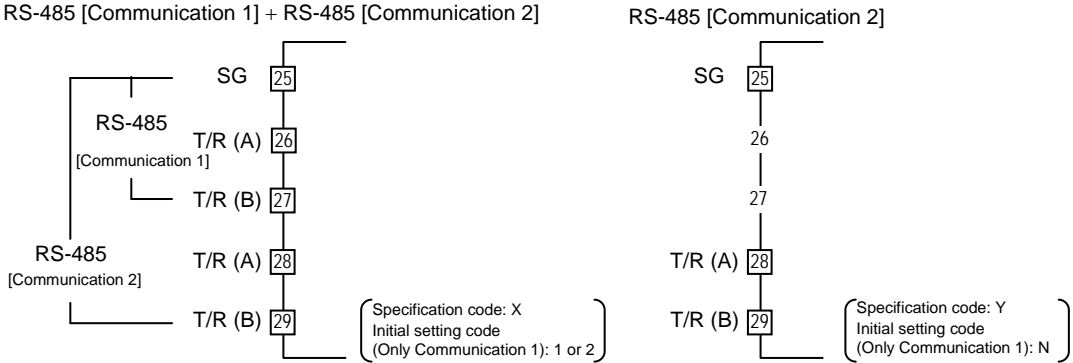 RS-485 [Communication 1] + RS-485 [Communication 2]
SG 25
RS-485
[Communication 1]
T/R (A) 26
T/R (B) 27
RS-485
[Communication 2]
T/R (A) 28
T/R (B) 29
Specification code: X
Initial setting code
(Only Communication 1): 1 or 2
RS-485 [Communication 2]
SG 25
26
27
T/R (A) 28
T/R (B) 29
Specification code: Y
Initial setting code
(Only Communication 1): N